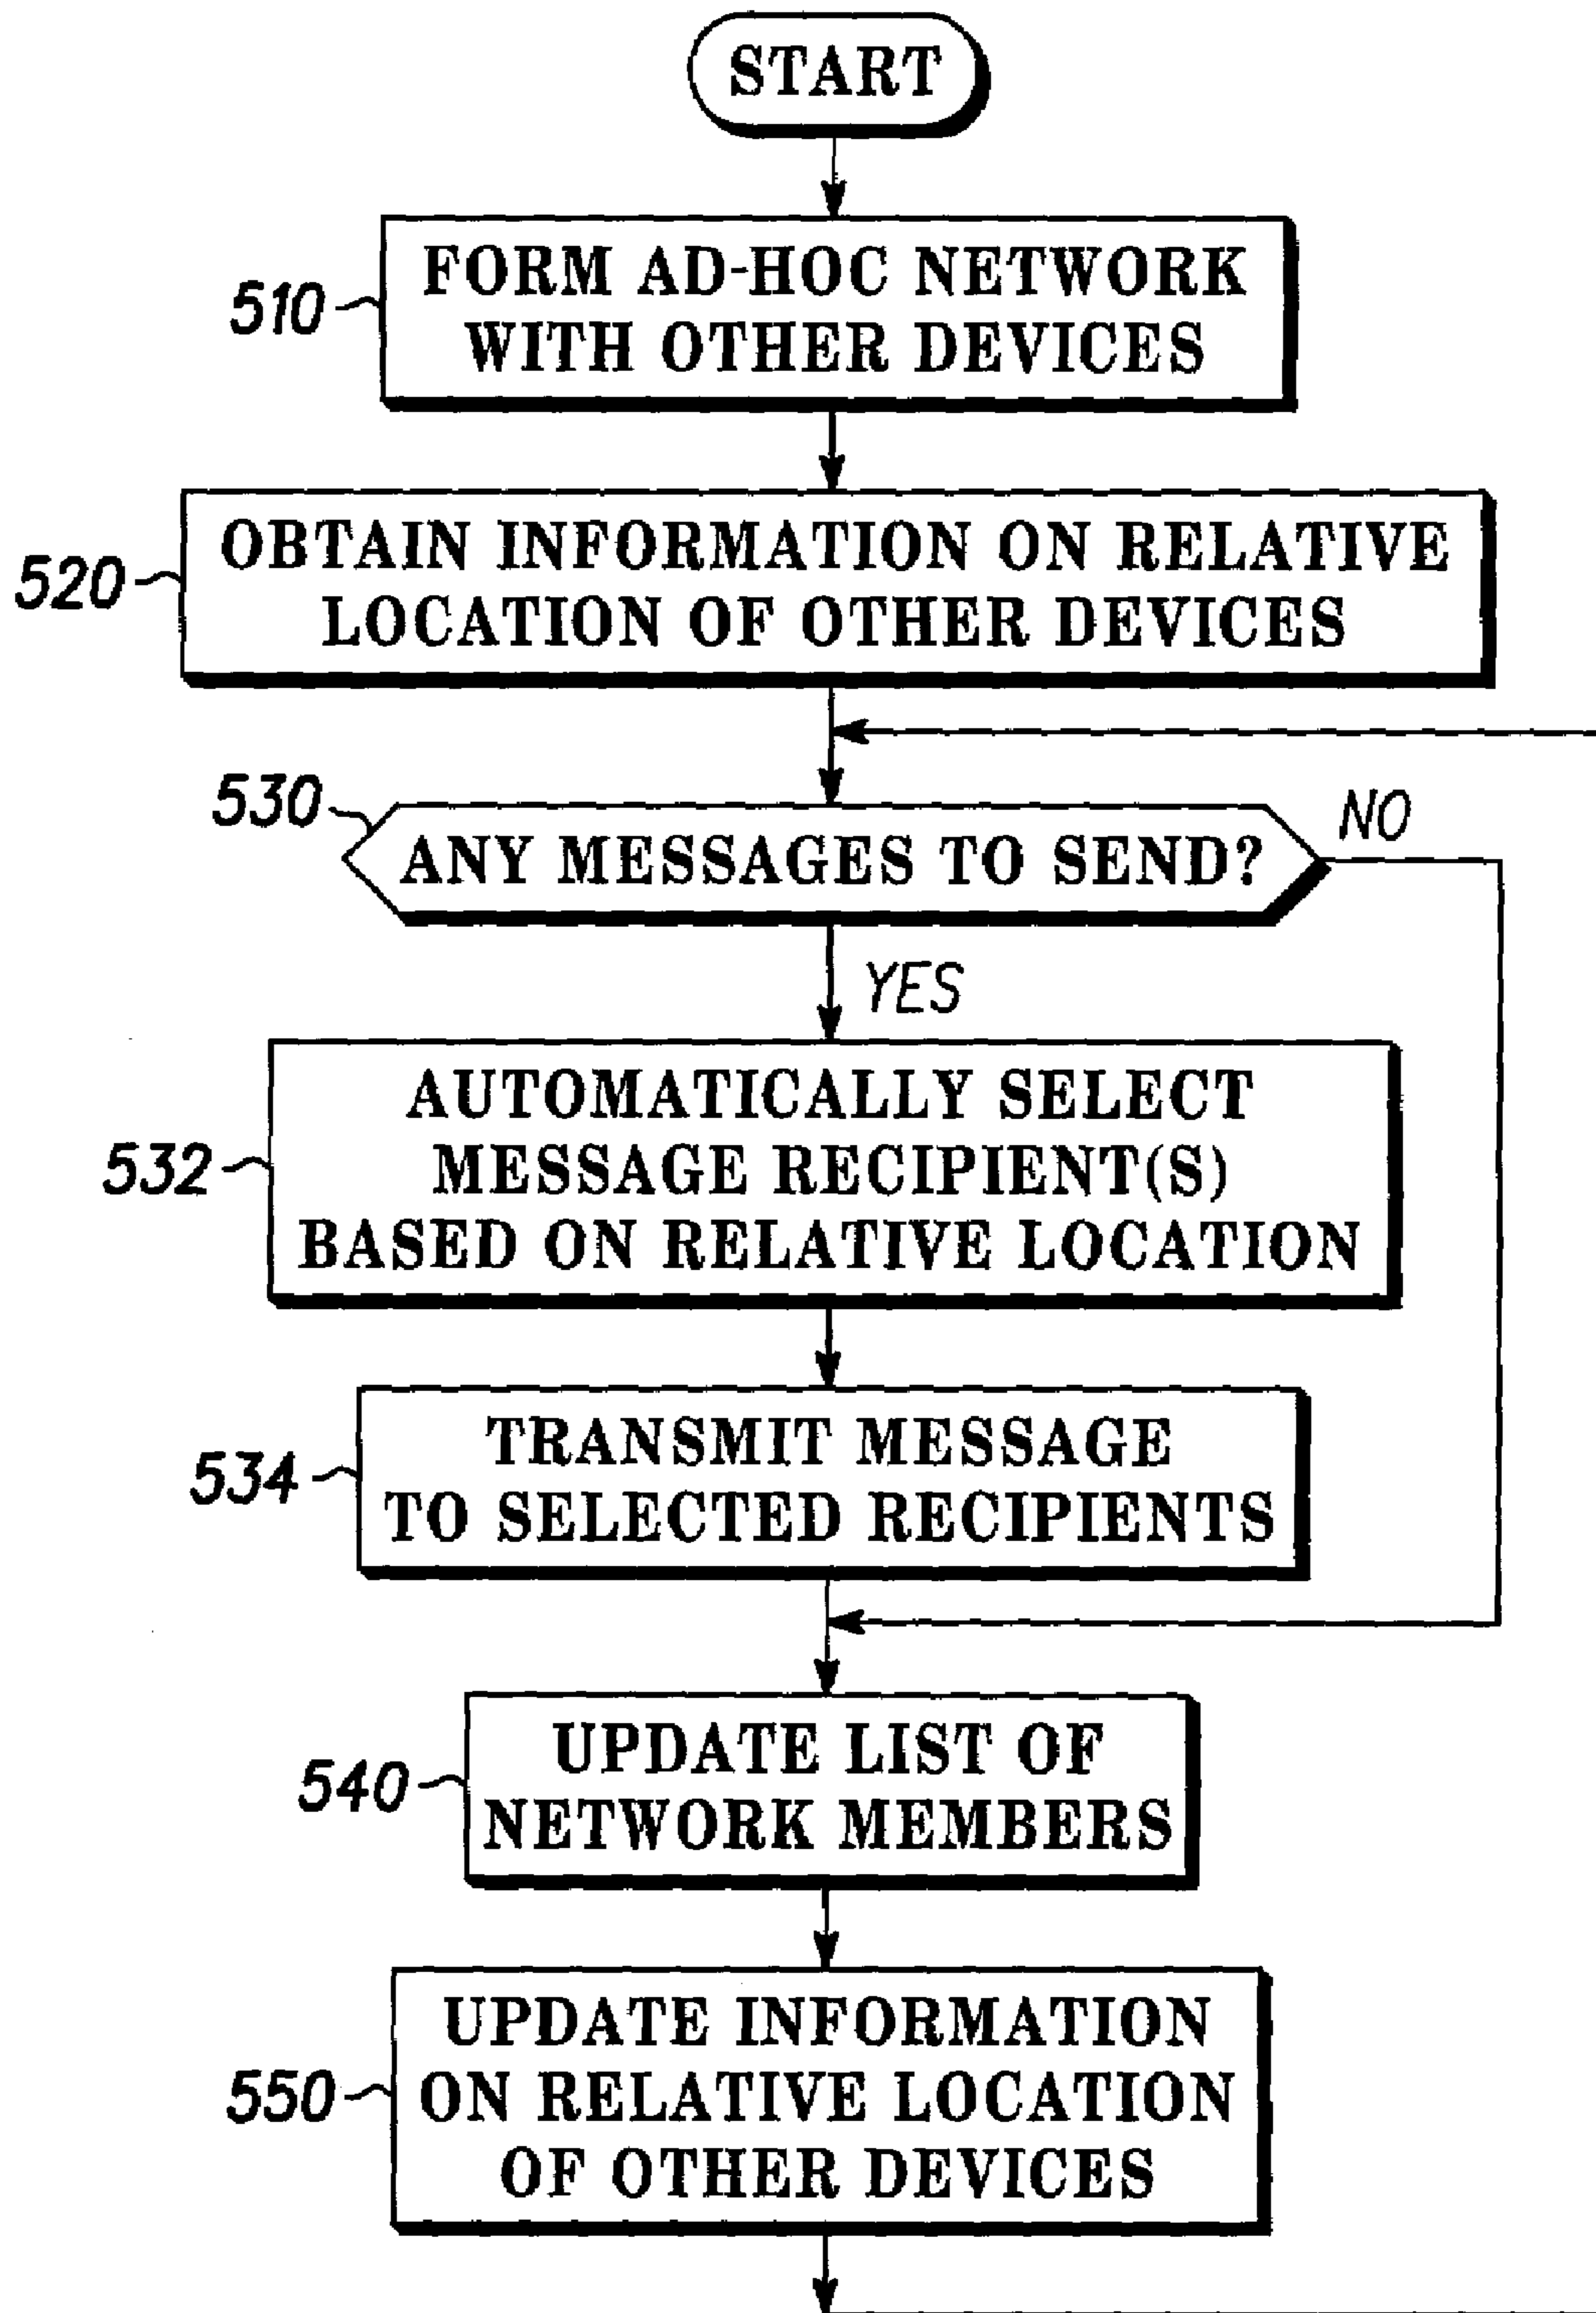 START
510
FORM AD-HOC NETWORK
WITH OTHER DEVICES
520
OBTAIN INFORMATION ON RELATIVE
LOCATION OF OTHER DEVICES
530
ANY MESSAGES TO SEND?
NO
YES
532
AUTOMATICALLY SELECT
MESSAGE RECIPIENT(S)
BASED ON RELATIVE LOCATION
534
TRANSMIT MESSAGE
TO SELECTED RECIPIENTS
540
UPDATE LIST OF
NETWORK MEMBERS
550
UPDATE INFORMATION
ON RELATIVE LOCATION
OF OTHER DEVICES